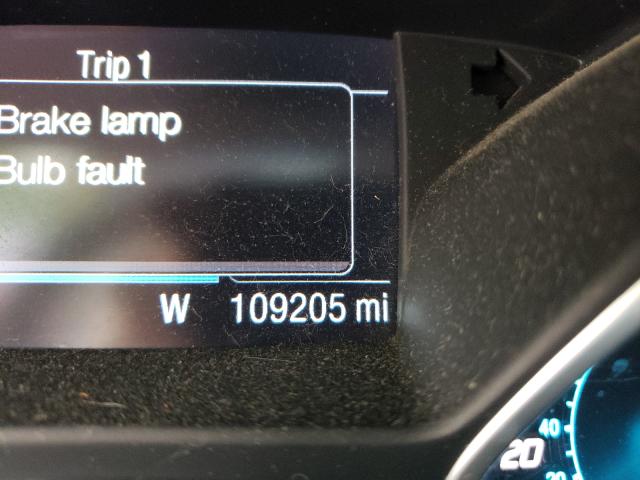 Trip 1
Brake lamp
Bulb fault
W 109205 mi
40
20